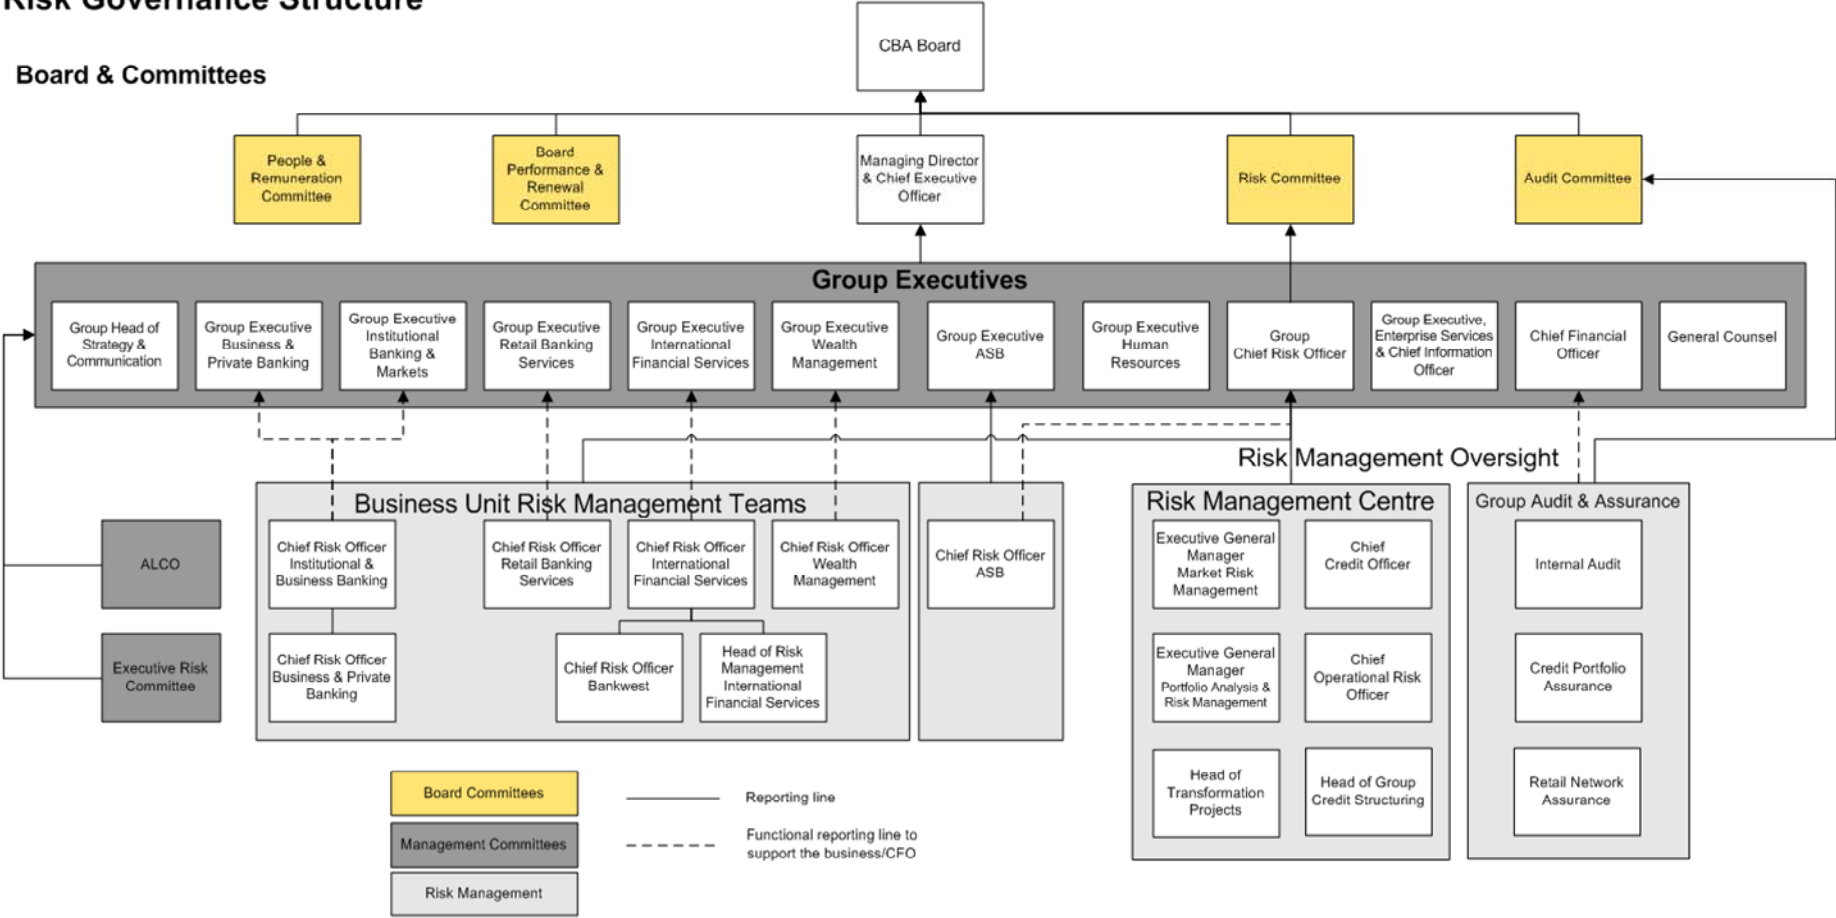 Risk Governance Structure
CBA Board
Board & Committees
People &
Remuneration
Committee
Board
Performance &
Renewal
Committee
Managing Director
& Chief Executive
Officer
Risk Committee
Audit Committee
Group Executives
Group Head of
Strategy &
Communication
Group Executive
Business &
Private Banking
Group Executive
Institutional
Banking &
Markets
Group Executive
Retail Banking
Services
Group Executive
International
Financial Services
Group Executive
Wealth
Management
Group Executive
ASB
Group Executive
Human
Resources
Group
Chief Risk Officer
Group Executive,
Enterprise Services
& Chief Information
Officer
Chief Financial
Officer
General Counsel
Risk Management Oversight
Business Unit Risk Management Teams
Risk Management Centre
Group Audit & Assurance
ALCO
Chief Risk Officer
Institutional &
Business Banking
Chief Risk Officer
Retail Banking
Services
Chief Risk Officer
International
Financial Services
Chief Risk Officer
Wealth
Management
Chief Risk Officer
ASB
Executive General
Manager
Market Risk
Management
Chief
Credit Officer
Internal Audit
Executive Risk
Committee
Chief Risk Officer
Business & Private
Banking
Chief Risk Officer
Bankwest
Head of Risk
Management
International
Financial Services
Executive General
Manager
Portfolio Analysis &
Risk Management
Chief
Operational Risk
Officer
Credit Portfolio
Assurance
Head of
Transformation
Projects
Head of Group
Credit Structuring
Retail Network
Assurance
Board Committees
Reporting line
Management Committees
Functional reporting line to
support the business/CFO
Risk Management